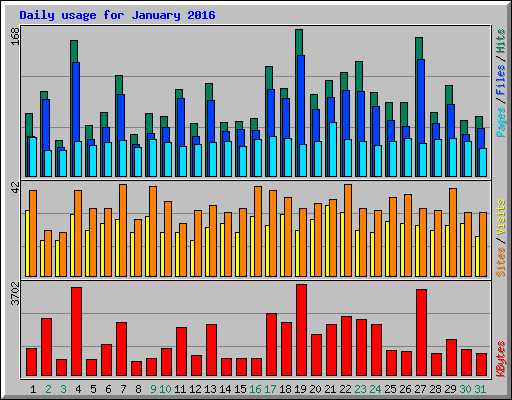 Daily usage for January 2016
168
Pages / Files / Hits
42
Sites / Visits
3702
KBytes
1 2 3 4 5 6 7 8 9 10 11 12 13 14 15 16 17 18 19 20 21 22 23 24 25 26 27 28 29 30 31